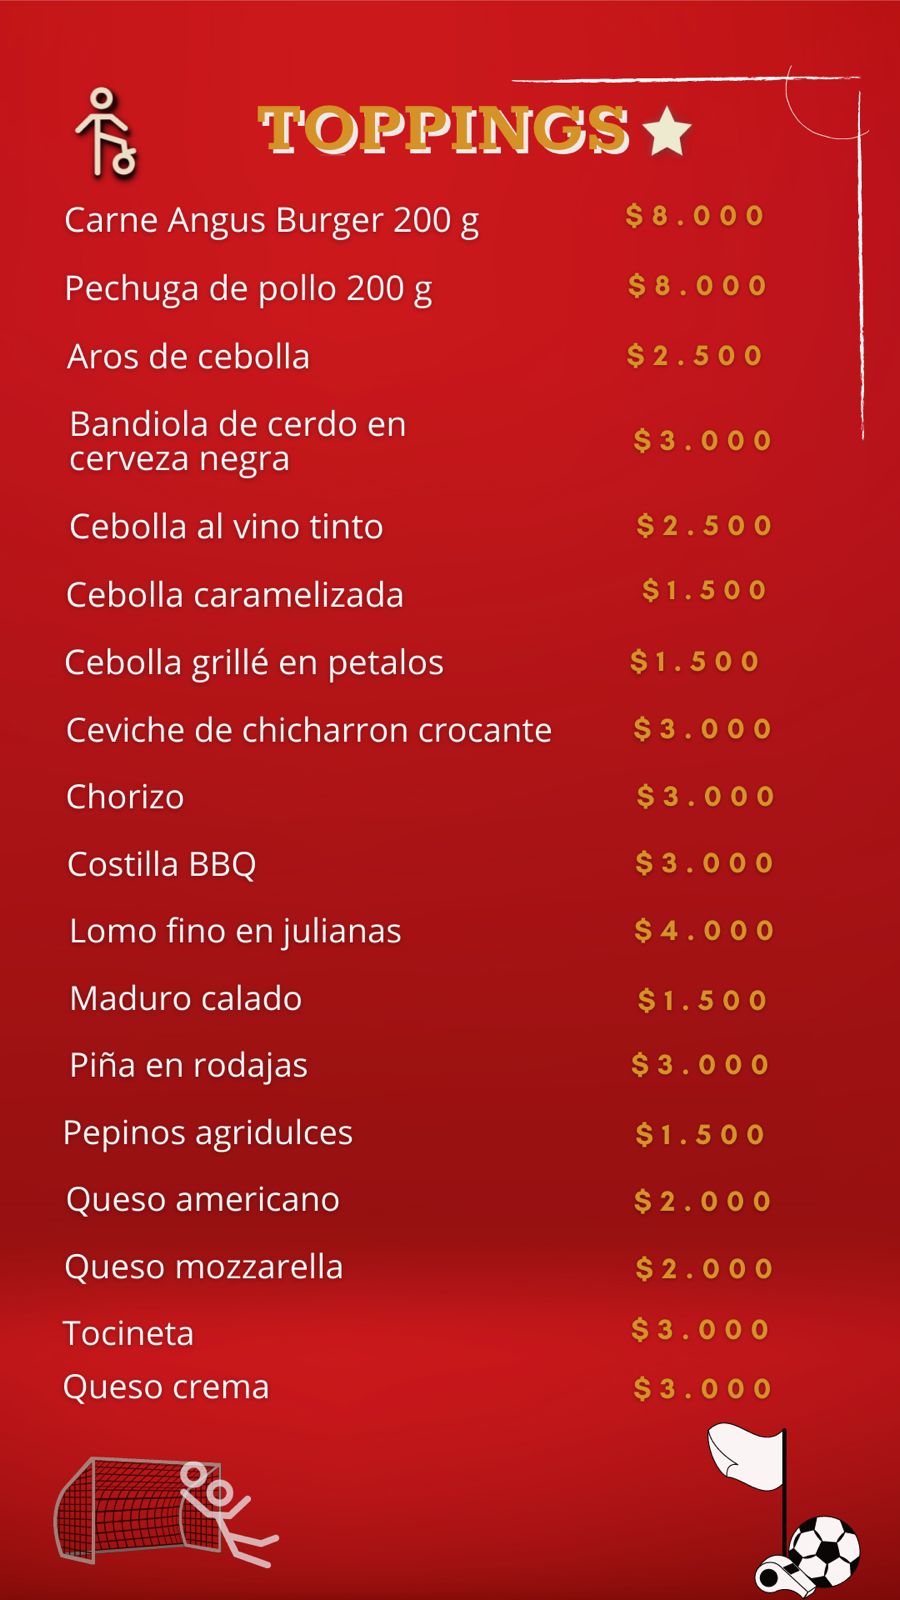 TOPPINGS
Carne Angus Burger 200 g $8.000
Pechuga de pollo 200 g $8.000
Aros de cebolla $2.500
Bandiola de cerdo en
cerveza negra $3.000
Cebolla al vino tinto $2.500
Cebolla caramelizada $1.500
Cebolla grillé en petalos $1.500
Ceviche de chicharron crocante $3.000
Chorizo $3.000
Costilla BBQ $3.000
Lomo fino en julianas $4.000
Maduro calado $1.500
Piña en rodajas $3.000
Pepinos agridulces $1.500
Queso americano $2.000
Queso mozzarella $2.000
Tocineta $3.000
Queso crema $3.000